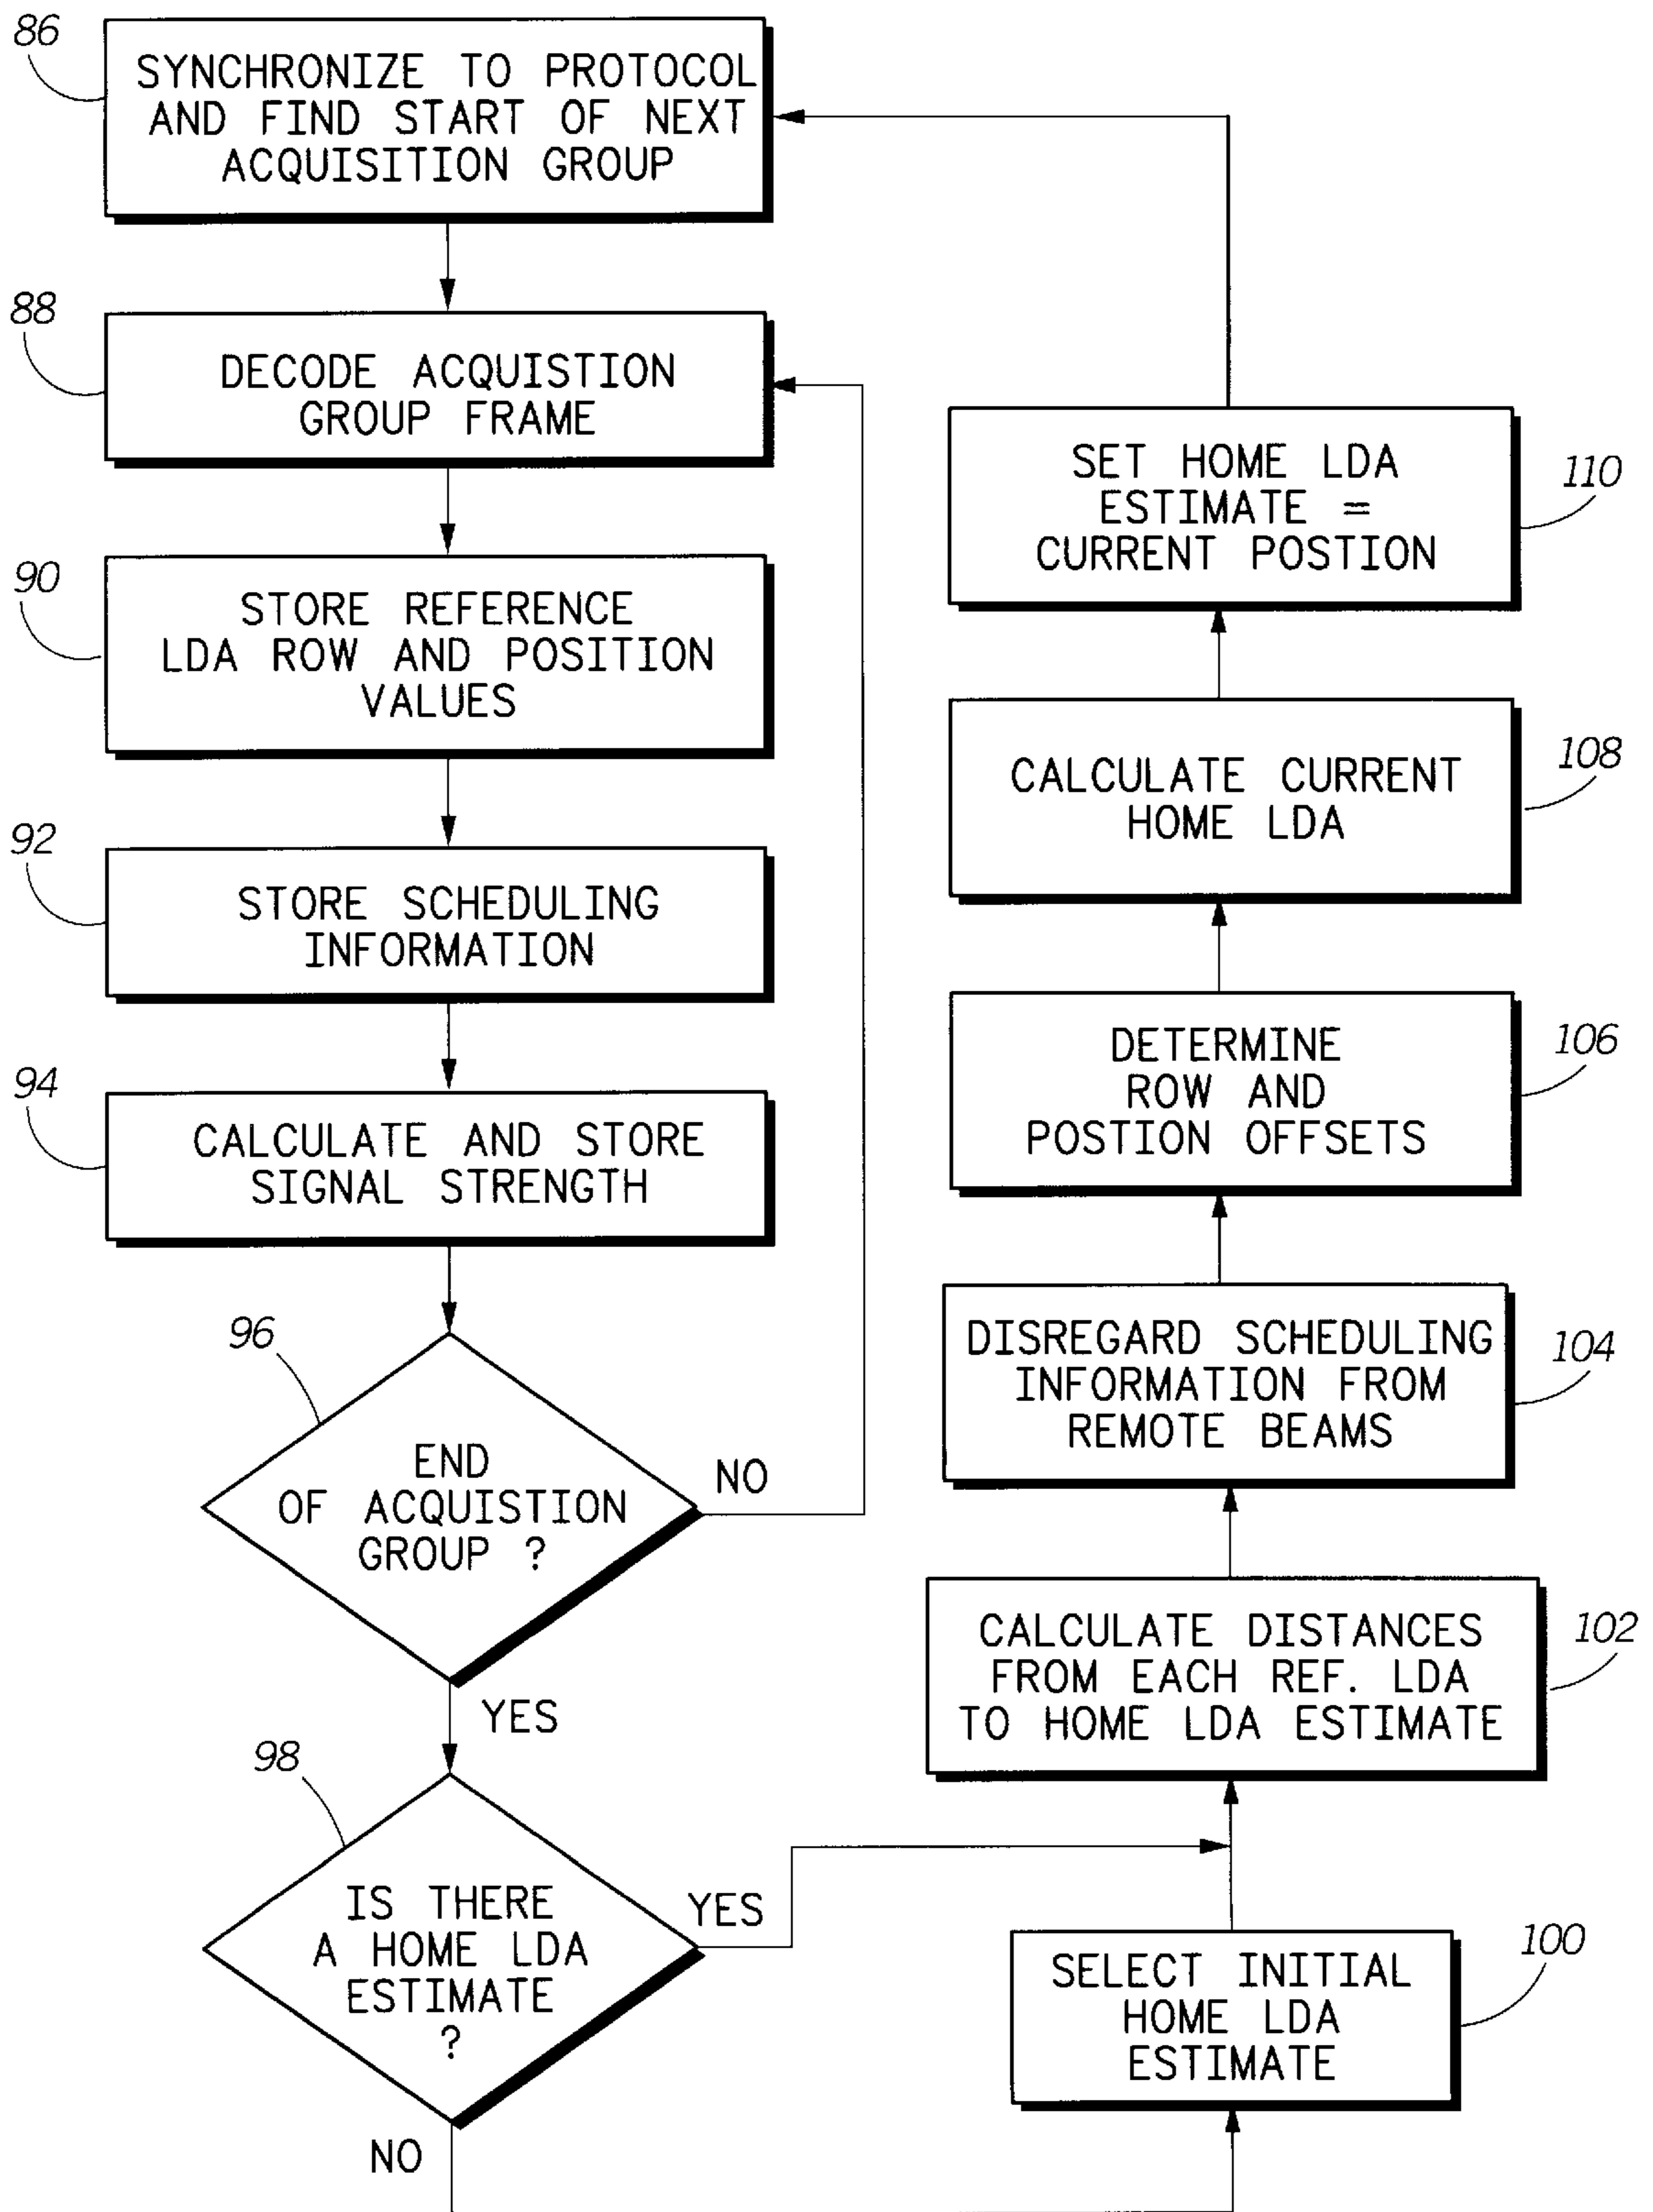 86
SYNCHRONIZE TO PROTOCOL
AND FIND START OF NEXT
ACQUISITION GROUP
88
DECODE ACQUISTION
GROUP FRAME
90
STORE REFERENCE
LDA ROW AND POSITION
VALUES
92
STORE SCHEDULING
INFORMATION
94
CALCULATE AND STORE
SIGNAL STRENGTH
96
END
OF ACQUISTION
GROUP ?
NO
YES
98
IS THERE
A HOME LDA
ESTIMATE
?
YES
NO
100
SELECT INITIAL
HOME LDA
ESTIMATE
102
CALCULATE DISTANCES
FROM EACH REF. LDA
TO HOME LDA ESTIMATE
104
DISREGARD SCHEDULING
INFORMATION FROM
REMOTE BEAMS
106
DETERMINE
ROW AND
POSTION OFFSETS
108
CALCULATE CURRENT
HOME LDA
110
SET HOME LDA
ESTIMATE =
CURRENT POSTION